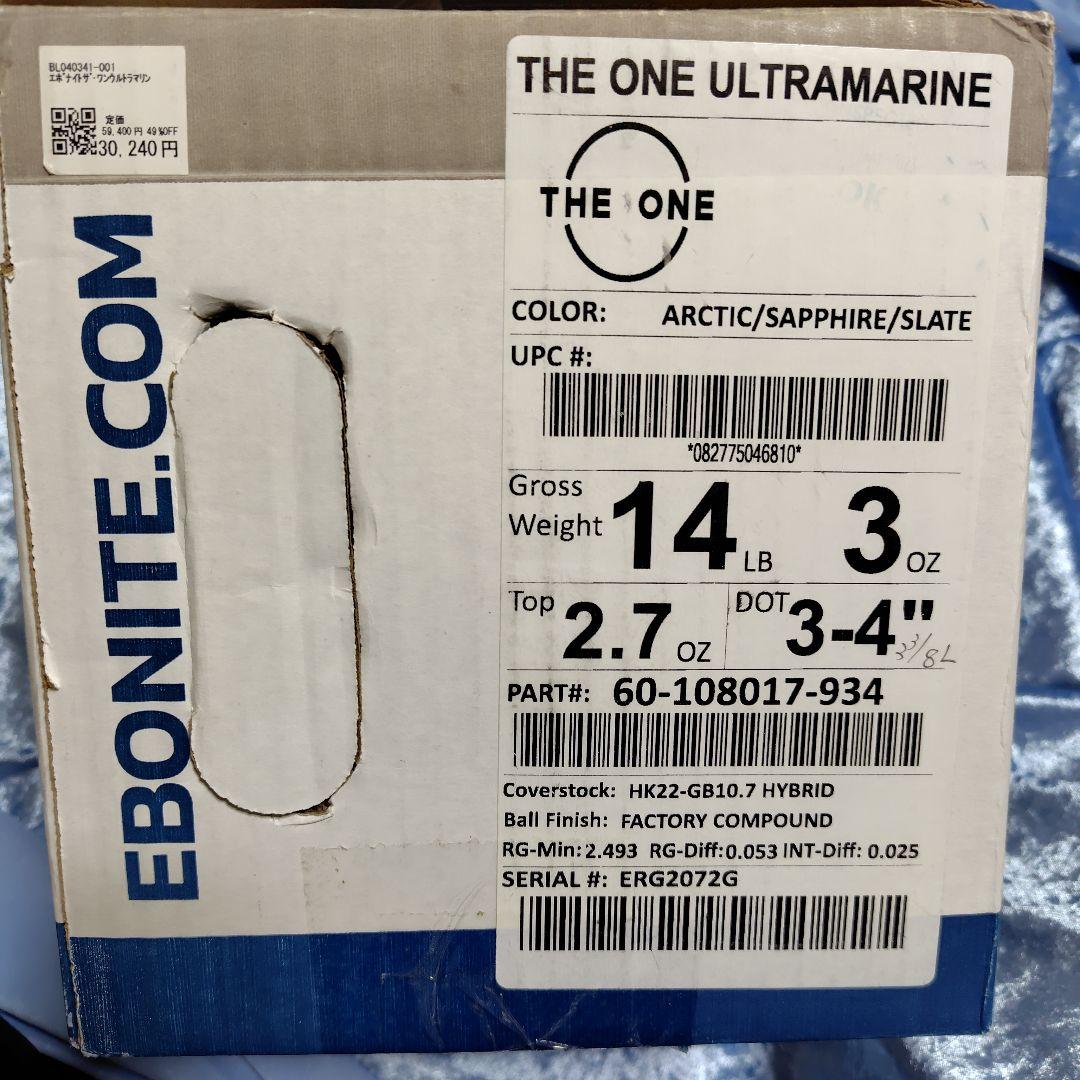 BL040341-001
エボナイトザ・ワンウルトラマリン
定価
59,400円 49%OFF
30,240円
EBONITE.COM
THE ONE ULTRAMARINE
THE ONE
COLOR: ARCTIC/SAPPHIRE/SLATE
UPC #:
*082775046810*
Gross
Weight 14 LB 3 OZ
Top 2.7 OZ DOT 3-4"
3 3/8 L
PART#: 60-108017-934
Coverstock: HK22-GB10.7 HYBRID
Ball Finish: FACTORY COMPOUND
RG-Min: 2.493 RG-Diff: 0.053 INT-Diff: 0.025
SERIAL #: ERG2072G